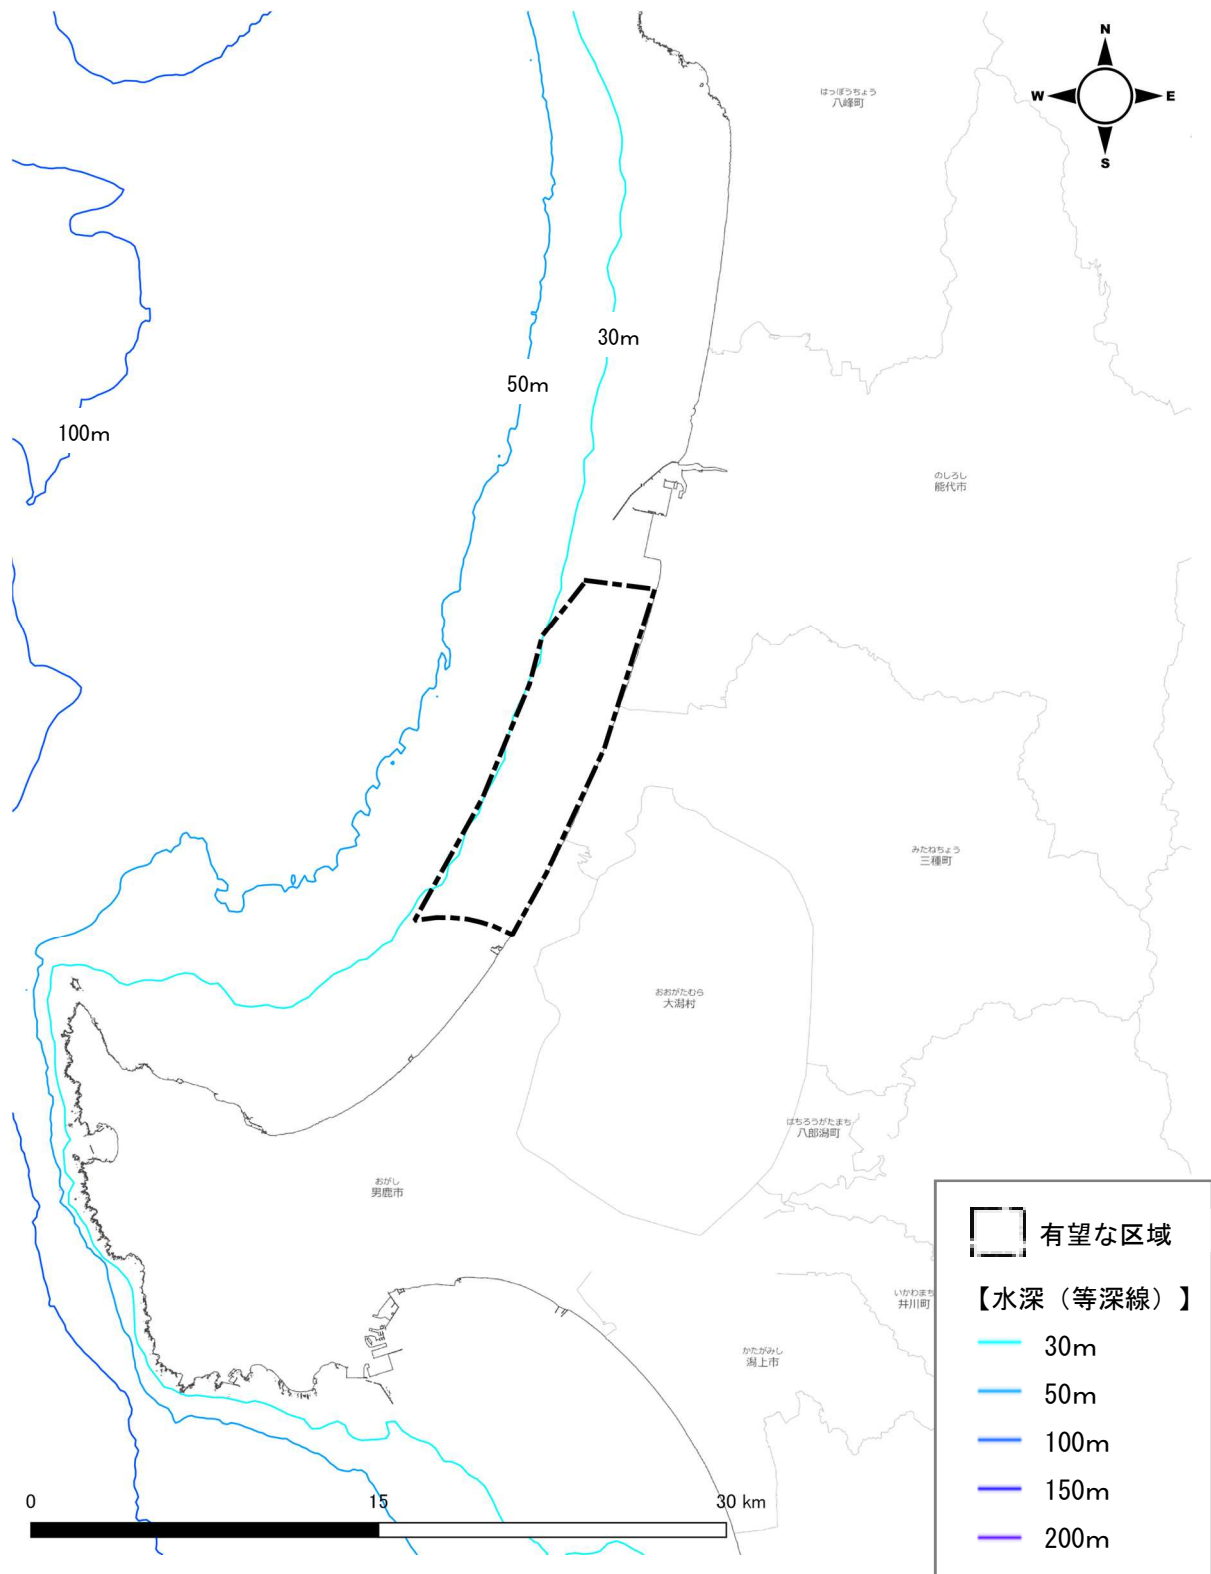 N
W
E
S
はっぽうちょう
八峰町
30m
50m
100m
のしろし
能代市
みたねちょう
三種町
おおがたむら
大潟村
はちろうがたまち
八郎潟町
おがし
男鹿市
いかわまち
井川町
かたがみし
潟上市
有望な区域
【水深（等深線）】
30m
50m
100m
150m
200m
0
15
30 km